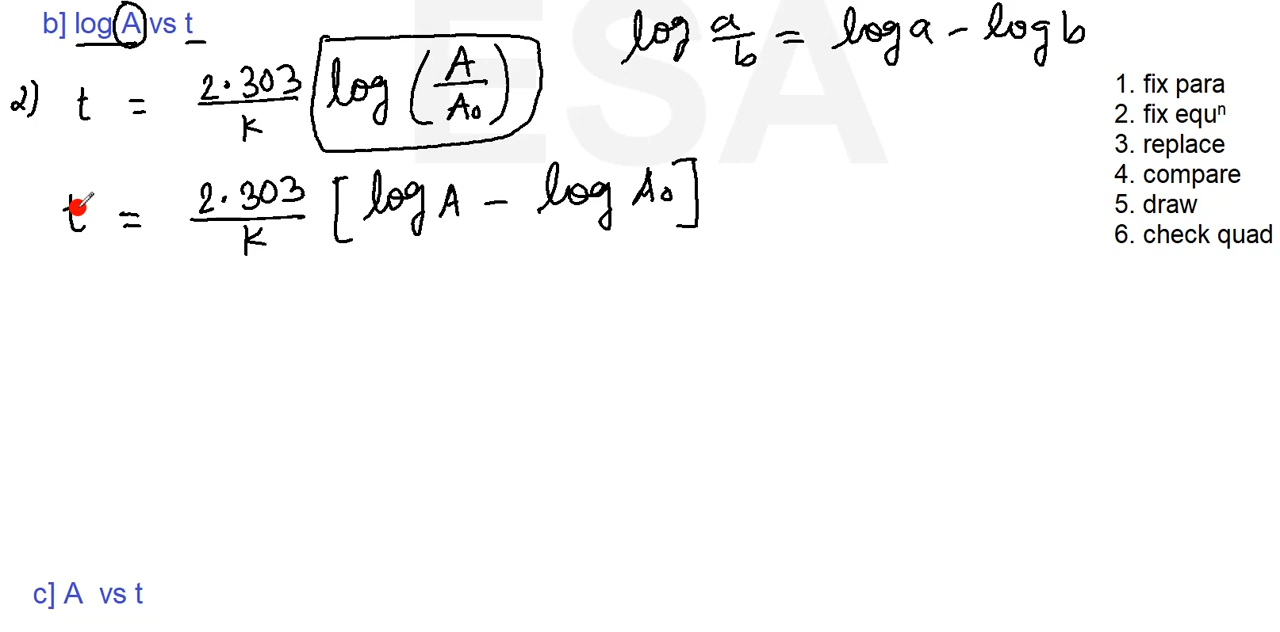 b] log A vs t
log a/b = log a - log b
2) t = 2.303/K log (A/A₀)
t = 2.303/K [log A - log A₀]
1. fix para
2. fix equⁿ
3. replace
4. compare
5. draw
6. check quad
c] A vs t
ESA